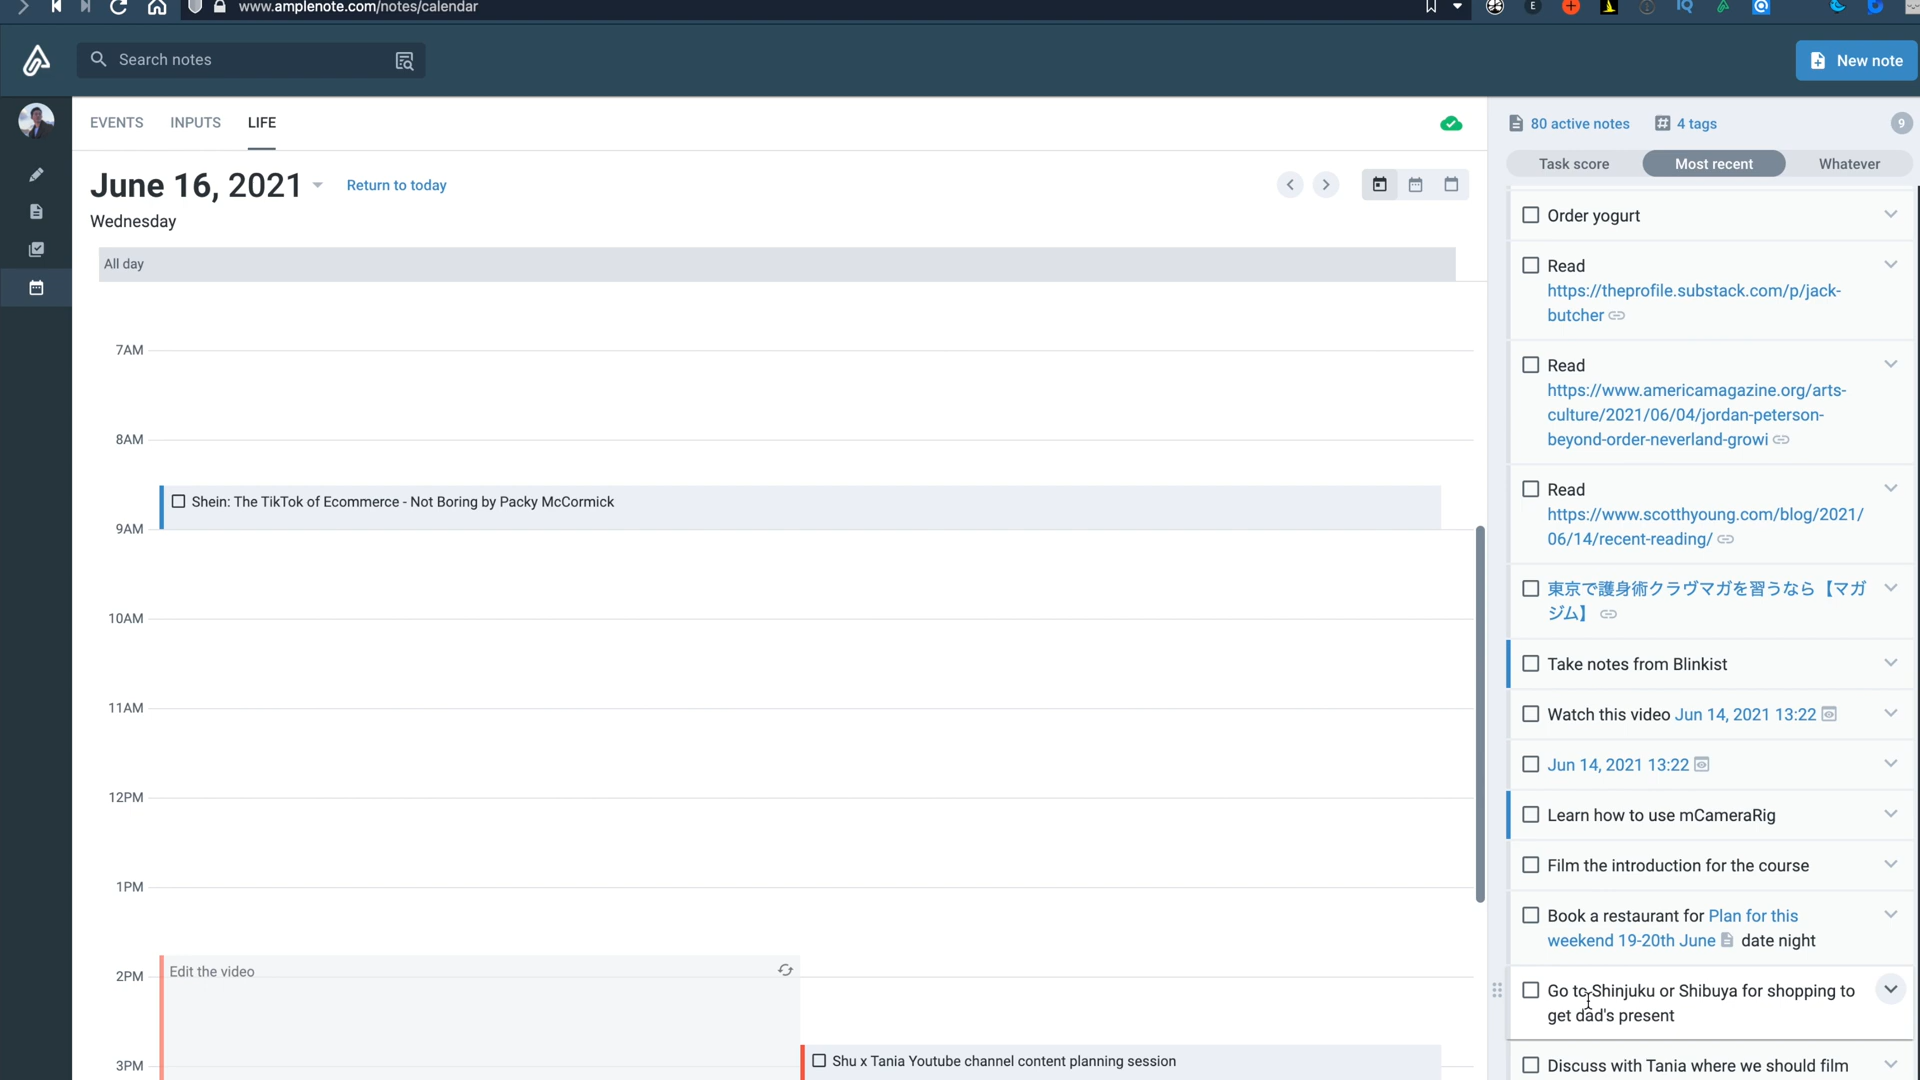 www.amplenote.com/notes/calendar
E
IQ
Search notes
New note
EVENTS INPUTS LIFE
80 active notes 4 tags 9
Task score Most recent Whatever
June 16, 2021 Return to today
Wednesday
All day
7AM
8AM
Shein: The TikTok of Ecommerce - Not Boring by Packy McCormick
9AM
10AM
11AM
12PM
1PM
2PM
Edit the video
3PM
Shu x Tania Youtube channel content planning session
Order yogurt
Read
https://theprofile.substack.com/p/jack-
butcher
Read
https://www.americamagazine.org/arts-
culture/2021/06/04/jordan-peterson-
beyond-order-neverland-growi
Read
https://www.scotthyoung.com/blog/2021/
06/14/recent-reading/
東京で護身術クラヴマガを習うなら【マガ
ジム】
Take notes from Blinkist
Watch this video Jun 14, 2021 13:22
Jun 14, 2021 13:22
Learn how to use mCameraRig
Film the introduction for the course
Book a restaurant for Plan for this
weekend 19-20th June date night
Go to Shinjuku or Shibuya for shopping to
get dad's present
Discuss with Tania where we should film